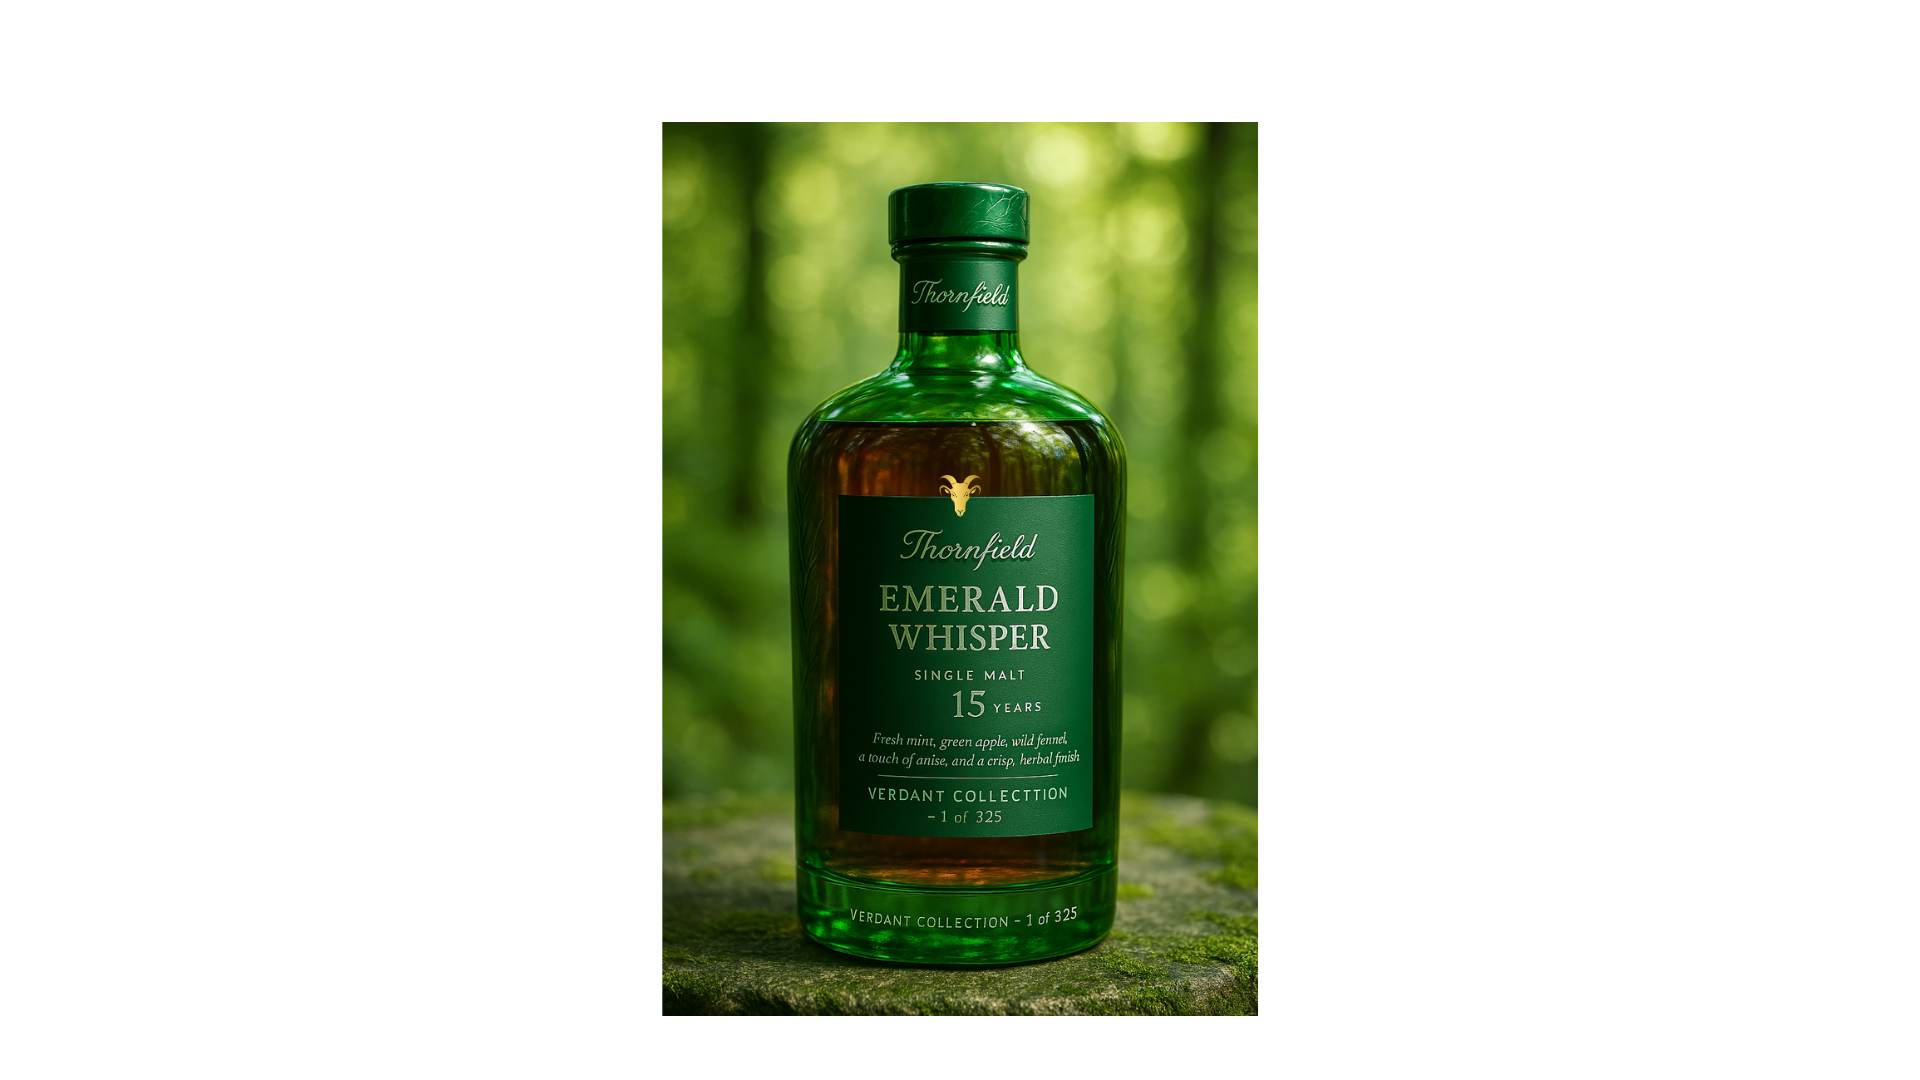 Thornfield
Thornfield
EMERALD
WHISPER
SINGLE MALT
15 YEARS
Fresh mint, green apple, wild fennel,
a touch of anise, and a crisp, herbal finish
VERDANT COLLECTTION
– 1 of 325
VERDANT COLLECTION – 1 of 325